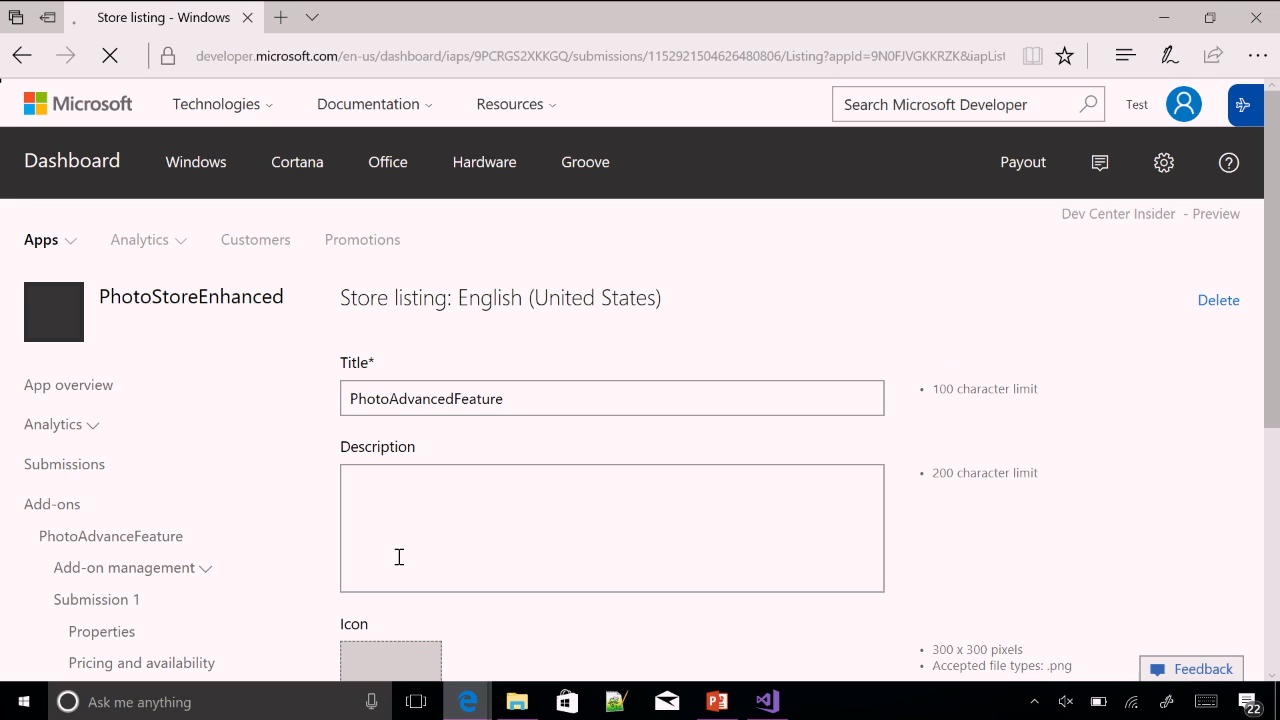 Store listing - Windows
developer.microsoft.com/en-us/dashboard/iaps/9PCRGS2XKKGQ/submissions/1152921504626480806/Listing?appId=9N0FJVGKKRZK&iapList
Microsoft Technologies Documentation Resources Search Microsoft Developer Test
Dashboard Windows Cortana Office Hardware Groove Payout
Dev Center Insider - Preview
Apps Analytics Customers Promotions
PhotoStoreEnhanced
Store listing: English (United States)
Delete
Title*
PhotoAdvancedFeature
• 100 character limit
Description
• 200 character limit
Icon
• 300 x 300 pixels
• Accepted file types: .png
App overview
Analytics
Submissions
Add-ons
PhotoAdvanceFeature
Add-on management
Submission 1
Properties
Pricing and availability
Feedback
Ask me anything
22